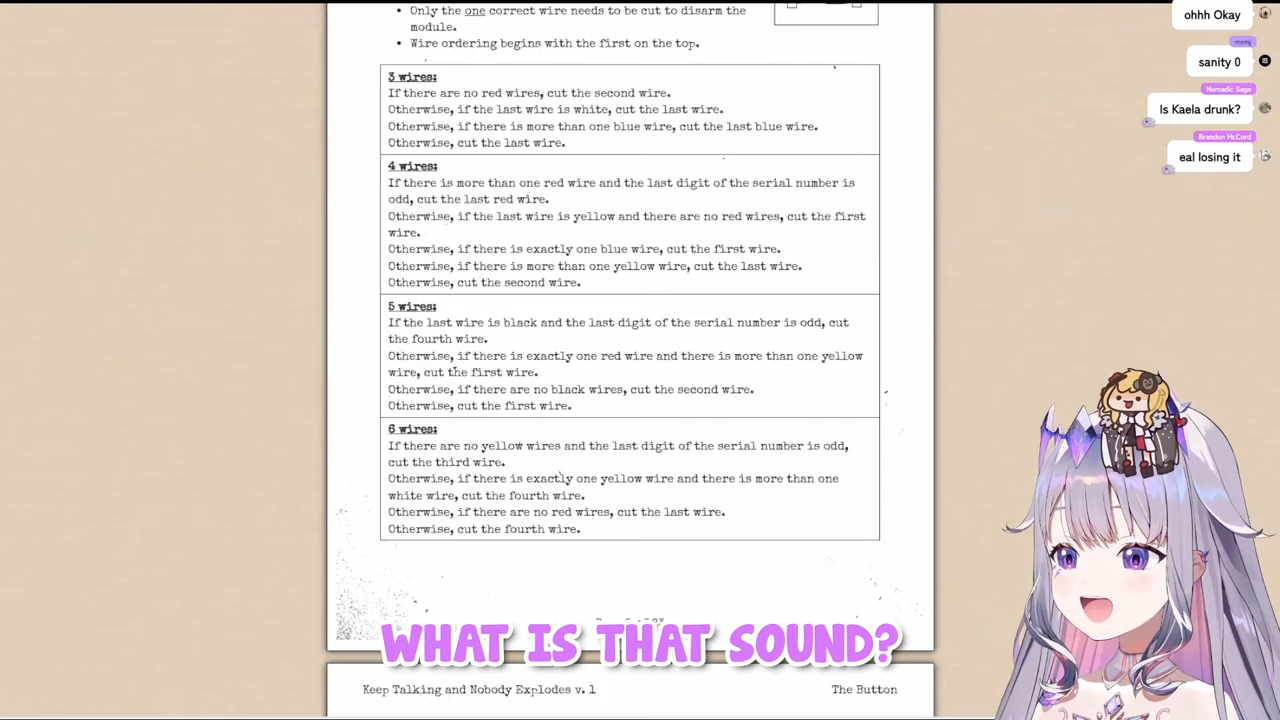 • Only the one correct wire needs to be cut to disarm the
module.
• Wire ordering begins with the first on the top.
3 wires:
If there are no red wires, cut the second wire.
Otherwise, if the last wire is white, cut the last wire.
Otherwise, if there is more than one blue wire, cut the last blue wire.
Otherwise, cut the last wire.
4 wires:
If there is more than one red wire and the last digit of the serial number is
odd, cut the last red wire.
Otherwise, if the last wire is yellow and there are no red wires, cut the first
wire.
Otherwise, if there is exactly one blue wire, cut the first wire.
Otherwise, if there is more than one yellow wire, cut the last wire.
Otherwise, cut the second wire.
5 wires:
If the last wire is black and the last digit of the serial number is odd, cut
the fourth wire.
Otherwise, if there is exactly one red wire and there is more than one yellow
wire, cut the first wire.
Otherwise, if there are no black wires, cut the second wire.
Otherwise, cut the first wire.
6 wires:
If there are no yellow wires and the last digit of the serial number is odd,
cut the third wire.
Otherwise, if there is exactly one yellow wire and there is more than one
white wire, cut the fourth wire.
Otherwise, if there are no red wires, cut the last wire.
Otherwise, cut the fourth wire.
WHAT IS THAT SOUND?
Keep Talking and Nobody Explodes v. 1
The Button
ohhh Okay
memj
sanity 0
Nomadic Sage
Is Kaela drunk?
Brandon McCord
eal losing it